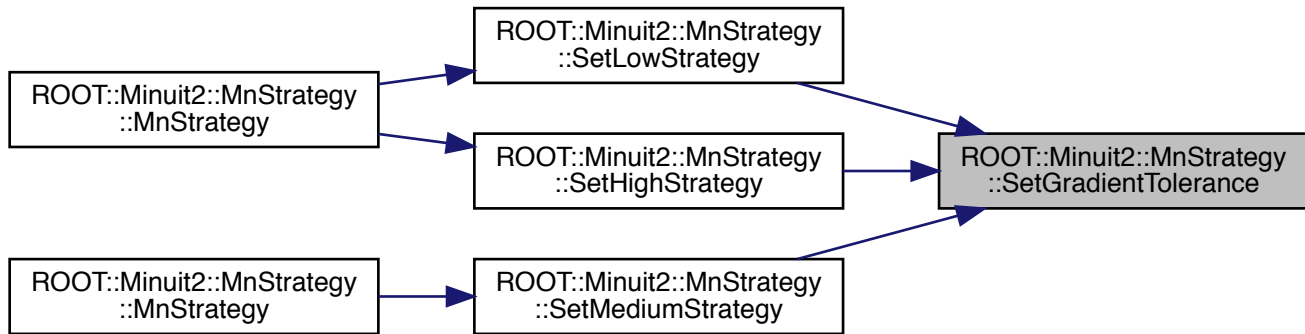 ROOT::Minuit2::MnStrategy
::SetLowStrategy
ROOT::Minuit2::MnStrategy
::MnStrategy
ROOT::Minuit2::MnStrategy
::SetHighStrategy
ROOT::Minuit2::MnStrategy
::SetGradientTolerance
ROOT::Minuit2::MnStrategy
::MnStrategy
ROOT::Minuit2::MnStrategy
::SetMediumStrategy